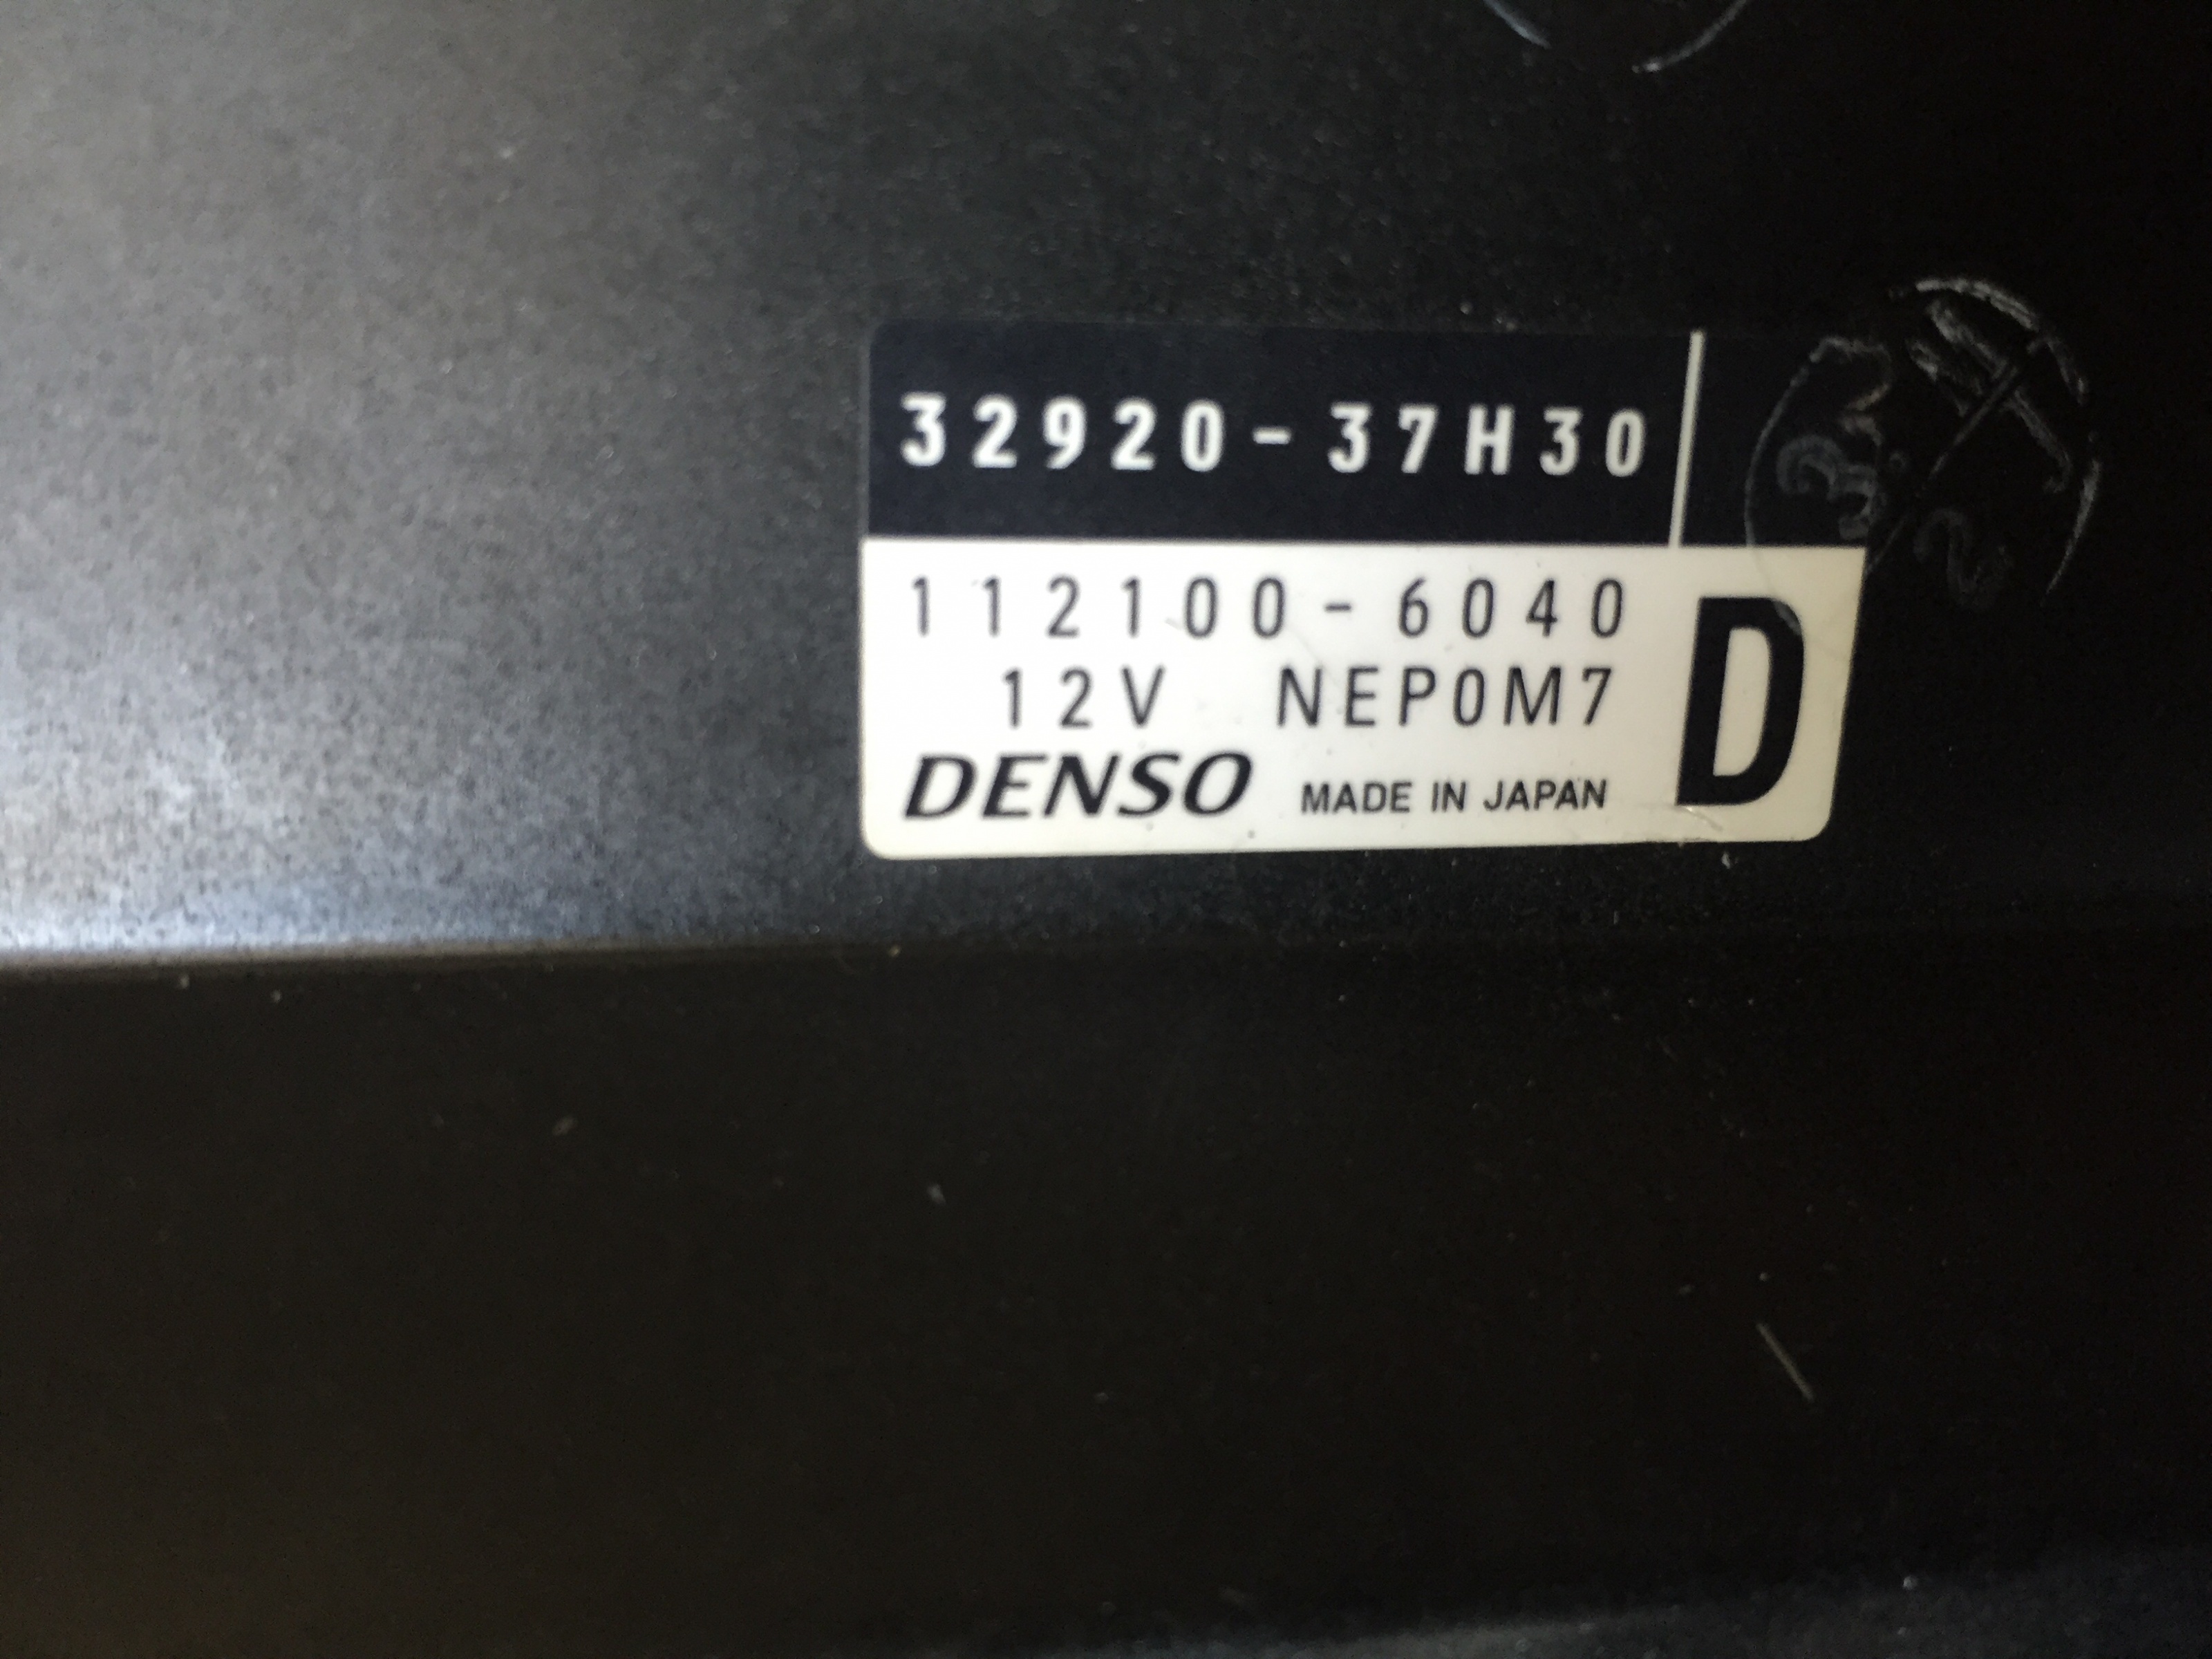 32920-37H30
112100-6040
12V NEP0M7
DENSO MADE IN JAPAN
D